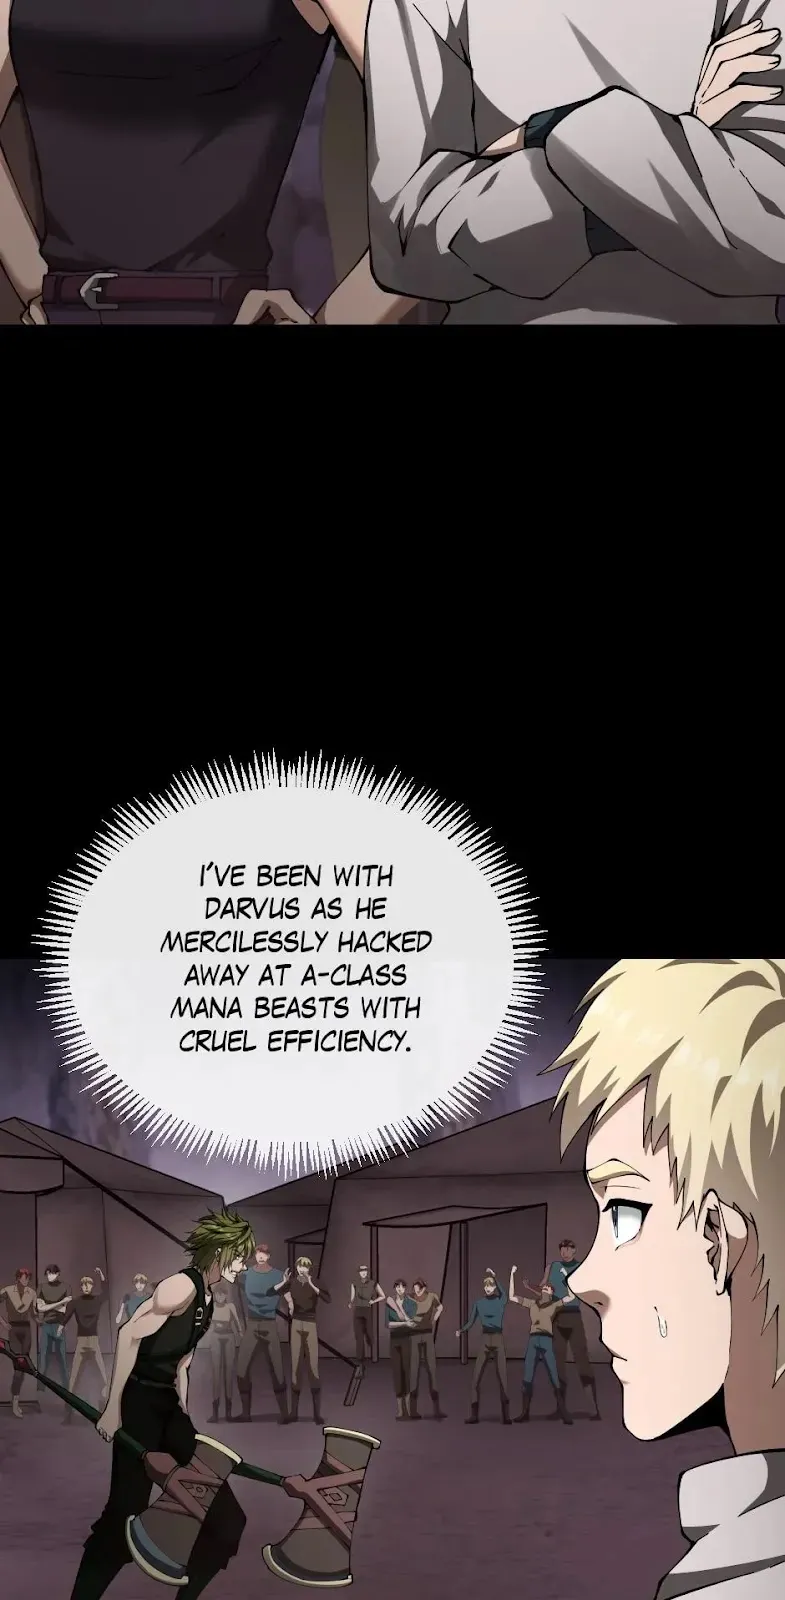 I'VE BEEN WITH
DARVUS AS HE
MERCILESSLY HACKED
AWAY AT A-CLASS
MANA BEASTS WITH
CRUEL EFFICIENCY.